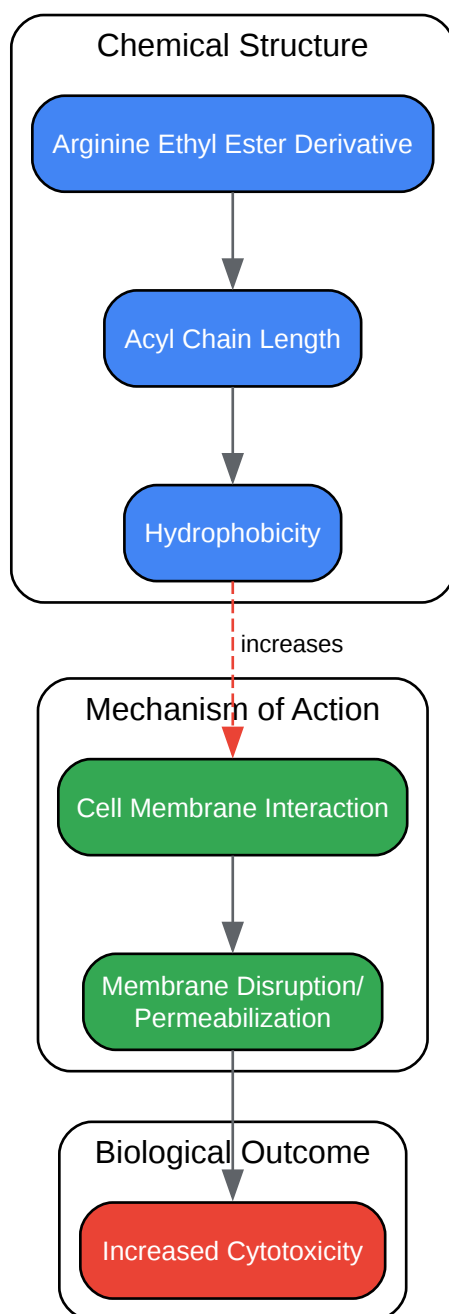 Chemical Structure
Arginine Ethyl Ester Derivative
Acyl Chain Length
Hydrophobicity
increases
Mechanism of Action
Cell Membrane Interaction
Membrane Disruption/
Permeabilization
Biological Outcome
Increased Cytotoxicity